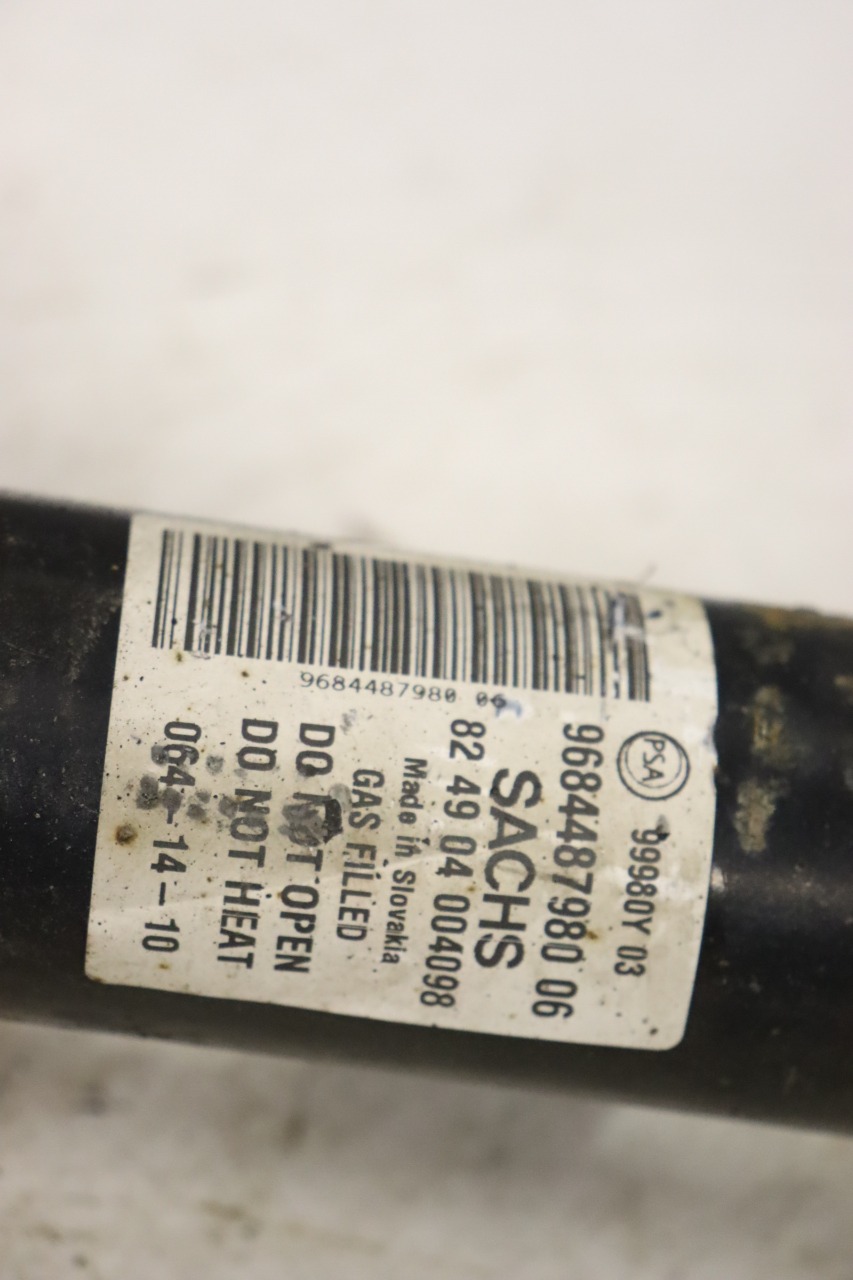 PSA 99980Y 03
9684487980 06
SACHS
82 49 04 004098
Made in Slovakia
GAS FILLED
DO NOT OPEN
DO NOT HEAT
064-14-10
9684487980 06